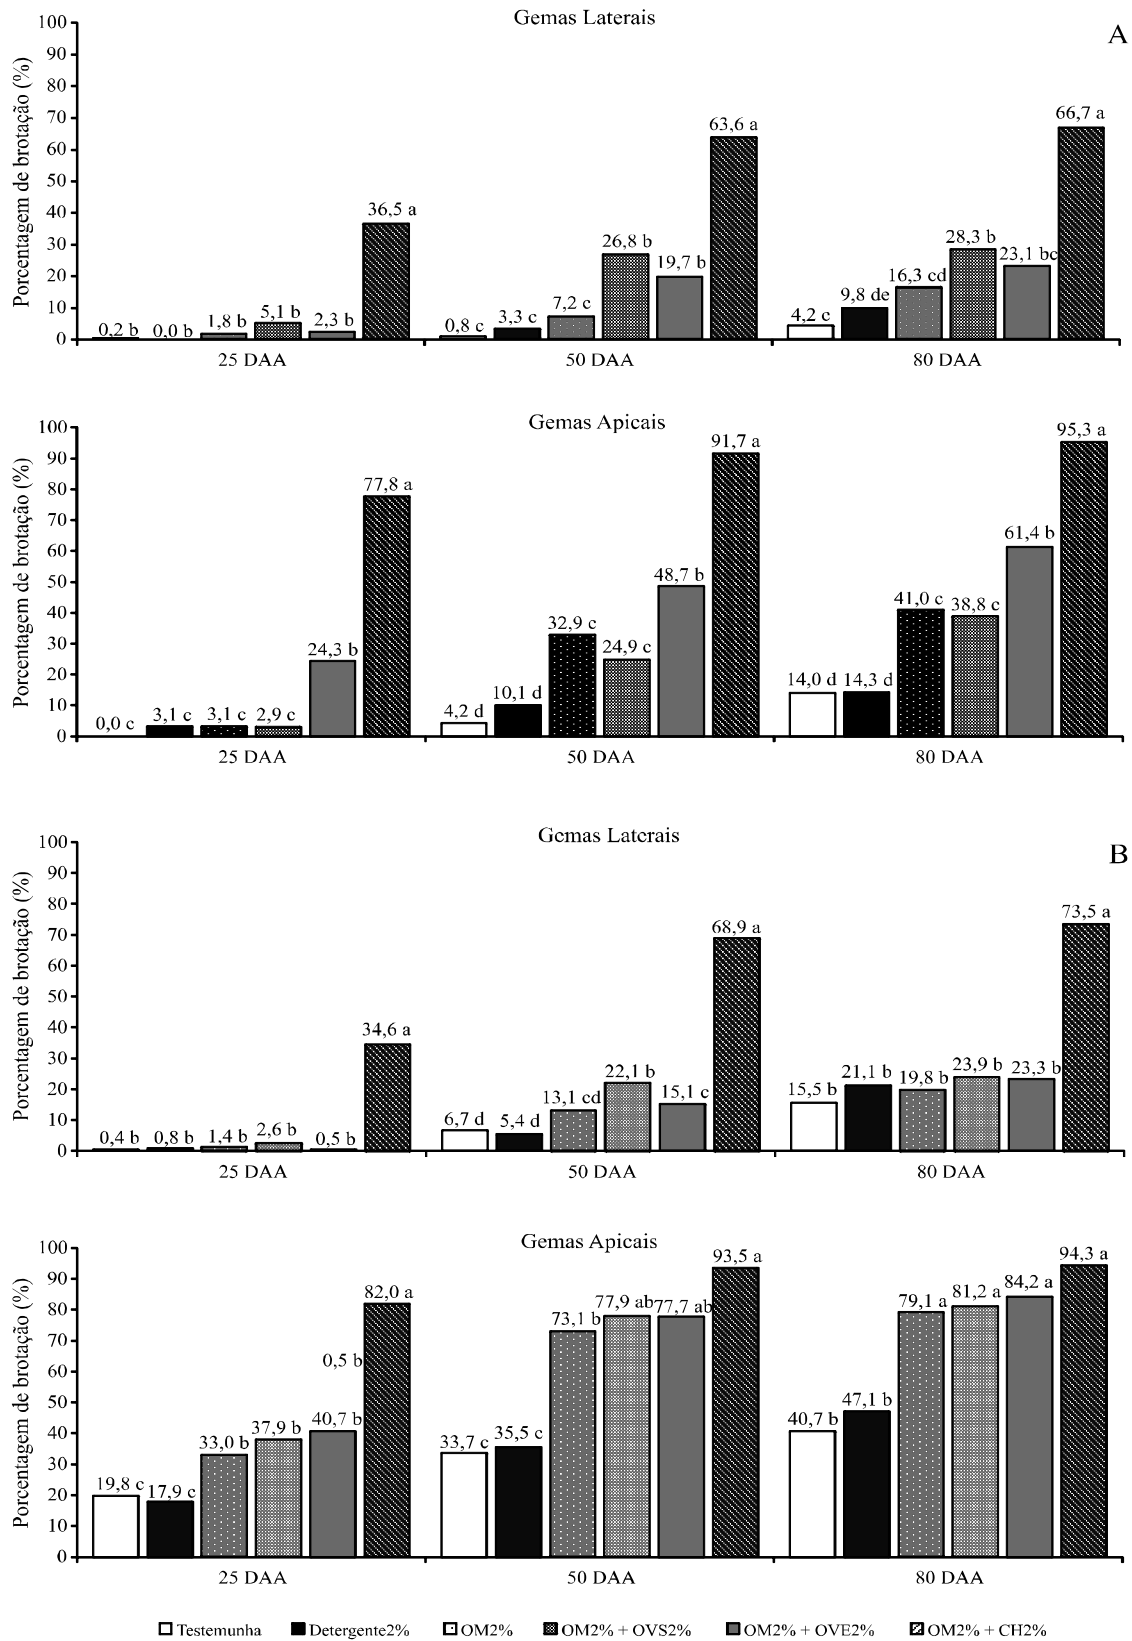 Gemas Laterais
A
Porcentagem de brotação (%)
100
90
80
70
60
50
40
30
20
10
0
0,2 b 0,0 b 1,8 b 5,1 b 2,3 b 36,5 a
0,8 c 3,3 c 7,2 c 26,8 b 19,7 b 63,6 a
4,2 c 9,8 de 16,3 cd 28,3 b 23,1 bc 66,7 a
25 DAA 50 DAA 80 DAA
Gemas Apicais
Porcentagem de brotação (%)
100
90
80
70
60
50
40
30
20
10
0
0,0 c 3,1 c 3,1 c 2,9 c 24,3 b 77,8 a
4,2 d 10,1 d 32,9 c 24,9 c 48,7 b 91,7 a
14,0 d 14,3 d 41,0 c 38,8 c 61,4 b 95,3 a
25 DAA 50 DAA 80 DAA
Gemas Laterais
B
Porcentagem de brotação (%)
100
90
80
70
60
50
40
30
20
10
0
0,4 b 0,8 b 1,4 b 2,6 b 0,5 b 34,6 a
6,7 d 5,4 d 13,1 cd 22,1 b 15,1 c 68,9 a
15,5 b 21,1 b 19,8 b 23,9 b 23,3 b 73,5 a
25 DAA 50 DAA 80 DAA
Gemas Apicais
Porcentagem de brotação (%)
100
90
80
70
60
50
40
30
20
10
0
19,8 c 17,9 c 33,0 b 37,9 b 40,7 b 0,5 b 82,0 a
33,7 c 35,5 c 73,1 b 77,9 ab 77,7 ab 93,5 a
40,7 b 47,1 b 79,1 a 81,2 a 84,2 a 94,3 a
25 DAA 50 DAA 80 DAA
Testemunha Detergente2% OM2% OM2% + OVS2% OM2% + OVE2% OM2% + CH2%